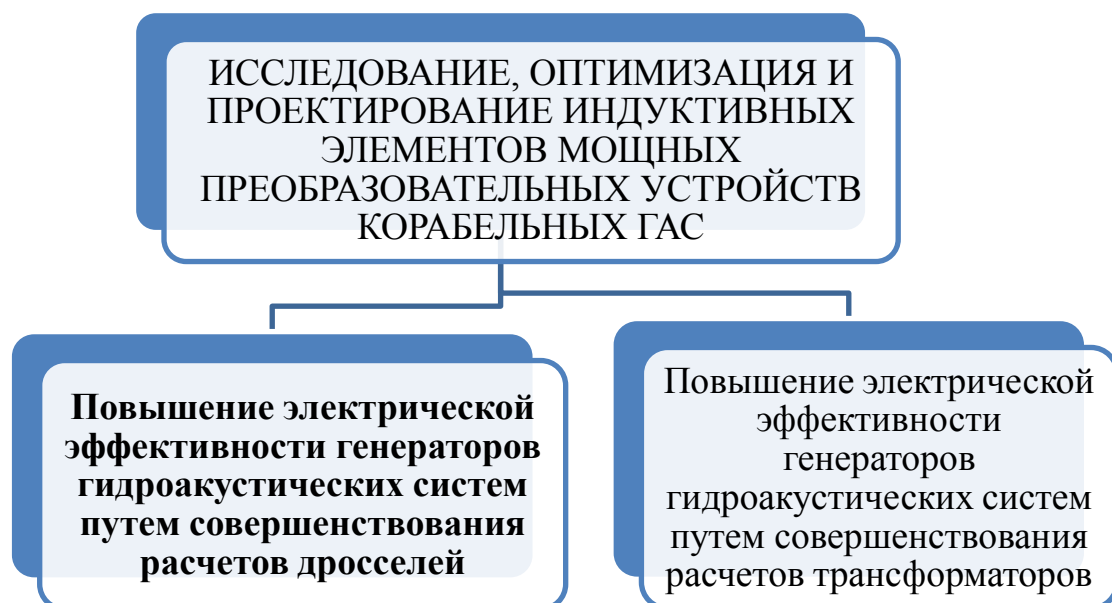 ИССЛЕДОВАНИЕ, ОПТИМИЗАЦИЯ И
ПРОЕКТИРОВАНИЕ ИНДУКТИВНЫХ
ЭЛЕМЕНТОВ МОЩНЫХ
ПРЕОБРАЗОВАТЕЛЬНЫХ УСТРОЙСТВ
КОРАБЕЛЬНЫХ ГАС
Повышение электрической
эффективности генераторов
гидроакустических систем
путем совершенствования
расчетов дросселей
Повышение электрической
эффективности
генераторов
гидроакустических систем
путем совершенствования
расчетов трансформаторов